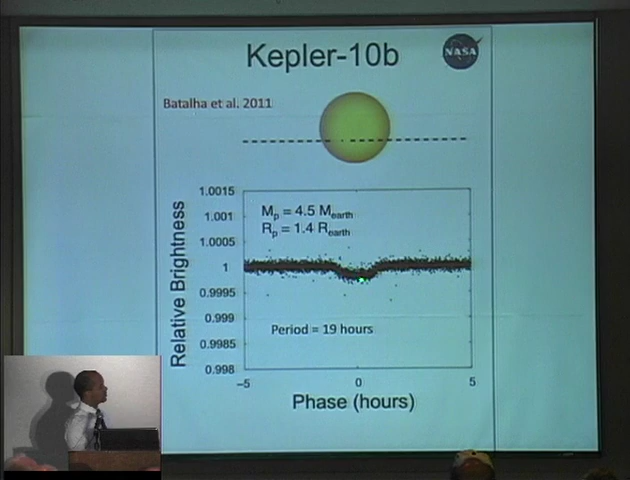 Kepler-10b
NASA
Batalha et al. 2011
Relative Brightness
1.0015
1.001
1.0005
1
0.9995
0.999
0.9985
0.998
Mp = 4.5 Mearth
Rp = 1.4 Rearth
Period = 19 hours
−5
0
5
Phase (hours)